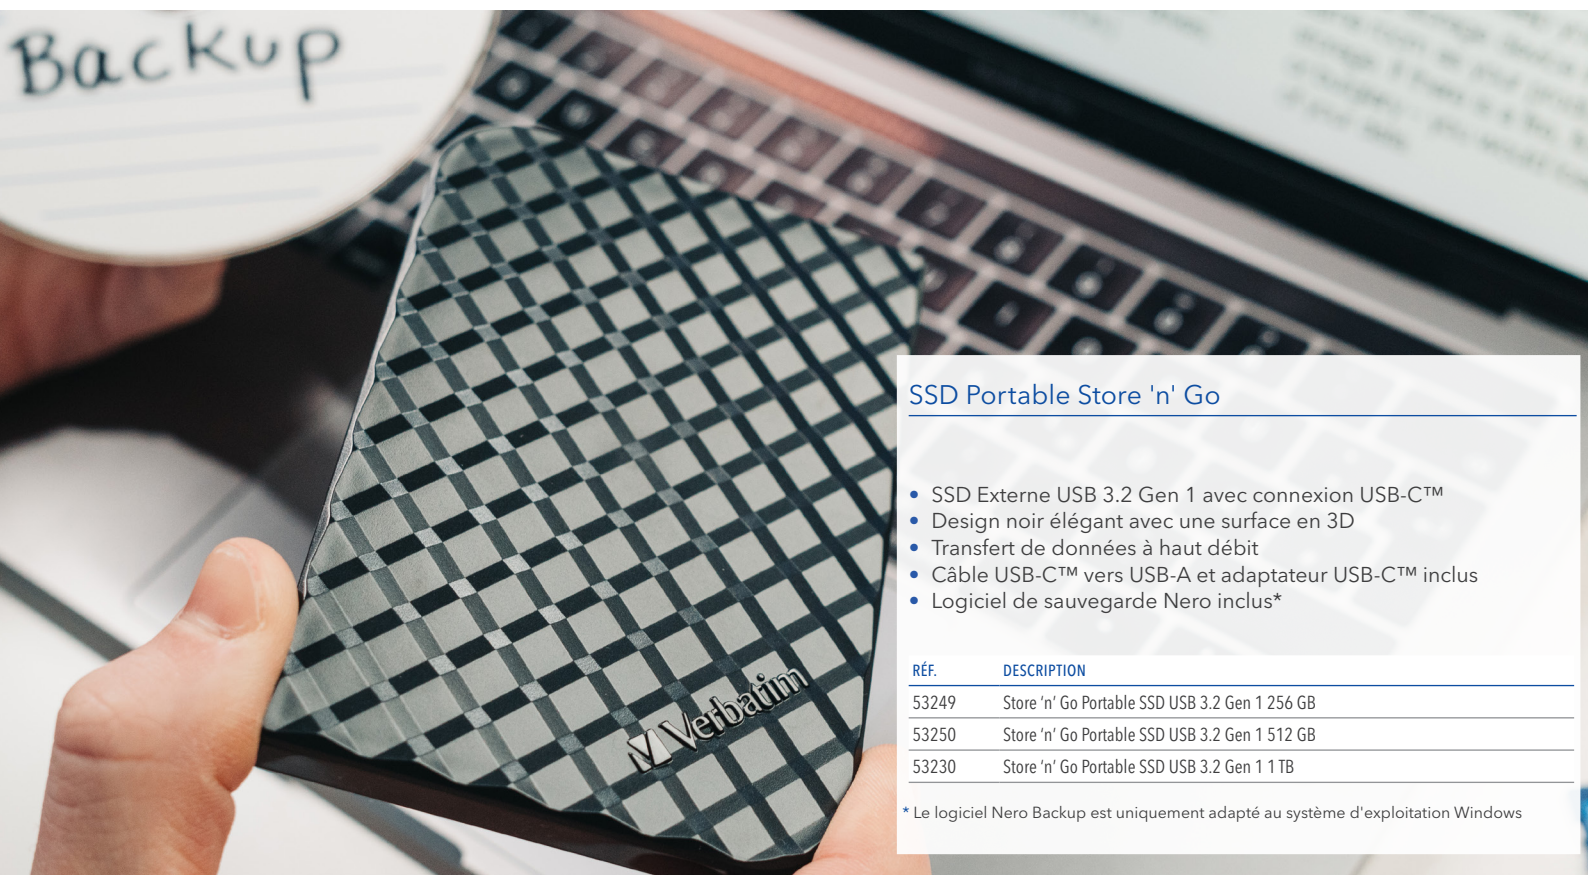 Backup
Verbatim
SSD Portable Store 'n' Go
• SSD Externe USB 3.2 Gen 1 avec connexion USB-C™
• Design noir élégant avec une surface en 3D
• Transfert de données à haut débit
• Câble USB-C™ vers USB-A et adaptateur USB-C™ inclus
• Logiciel de sauvegarde Nero inclus*
RÉF. DESCRIPTION
53249 Store ‘n’ Go Portable SSD USB 3.2 Gen 1 256 GB
53250 Store ‘n’ Go Portable SSD USB 3.2 Gen 1 512 GB
53230 Store ‘n’ Go Portable SSD USB 3.2 Gen 1 1 TB
* Le logiciel Nero Backup est uniquement adapté au système d'exploitation Windows